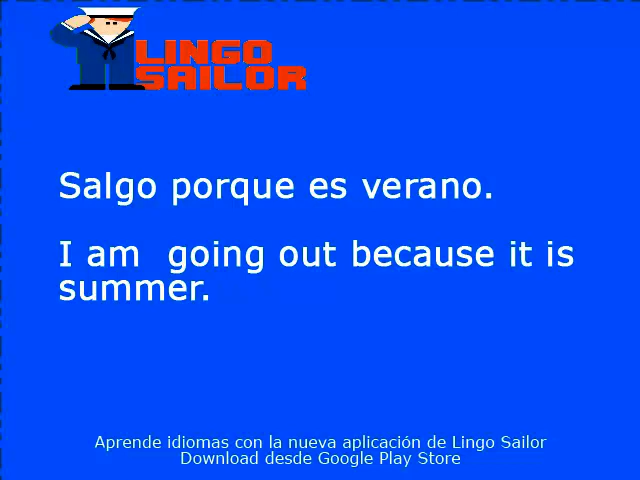 LINGO
SAILOR
Salgo porque es verano.
I am  going out because it is
summer.
Aprende idiomas con la nueva aplicación de Lingo Sailor
Download desde Google Play Store